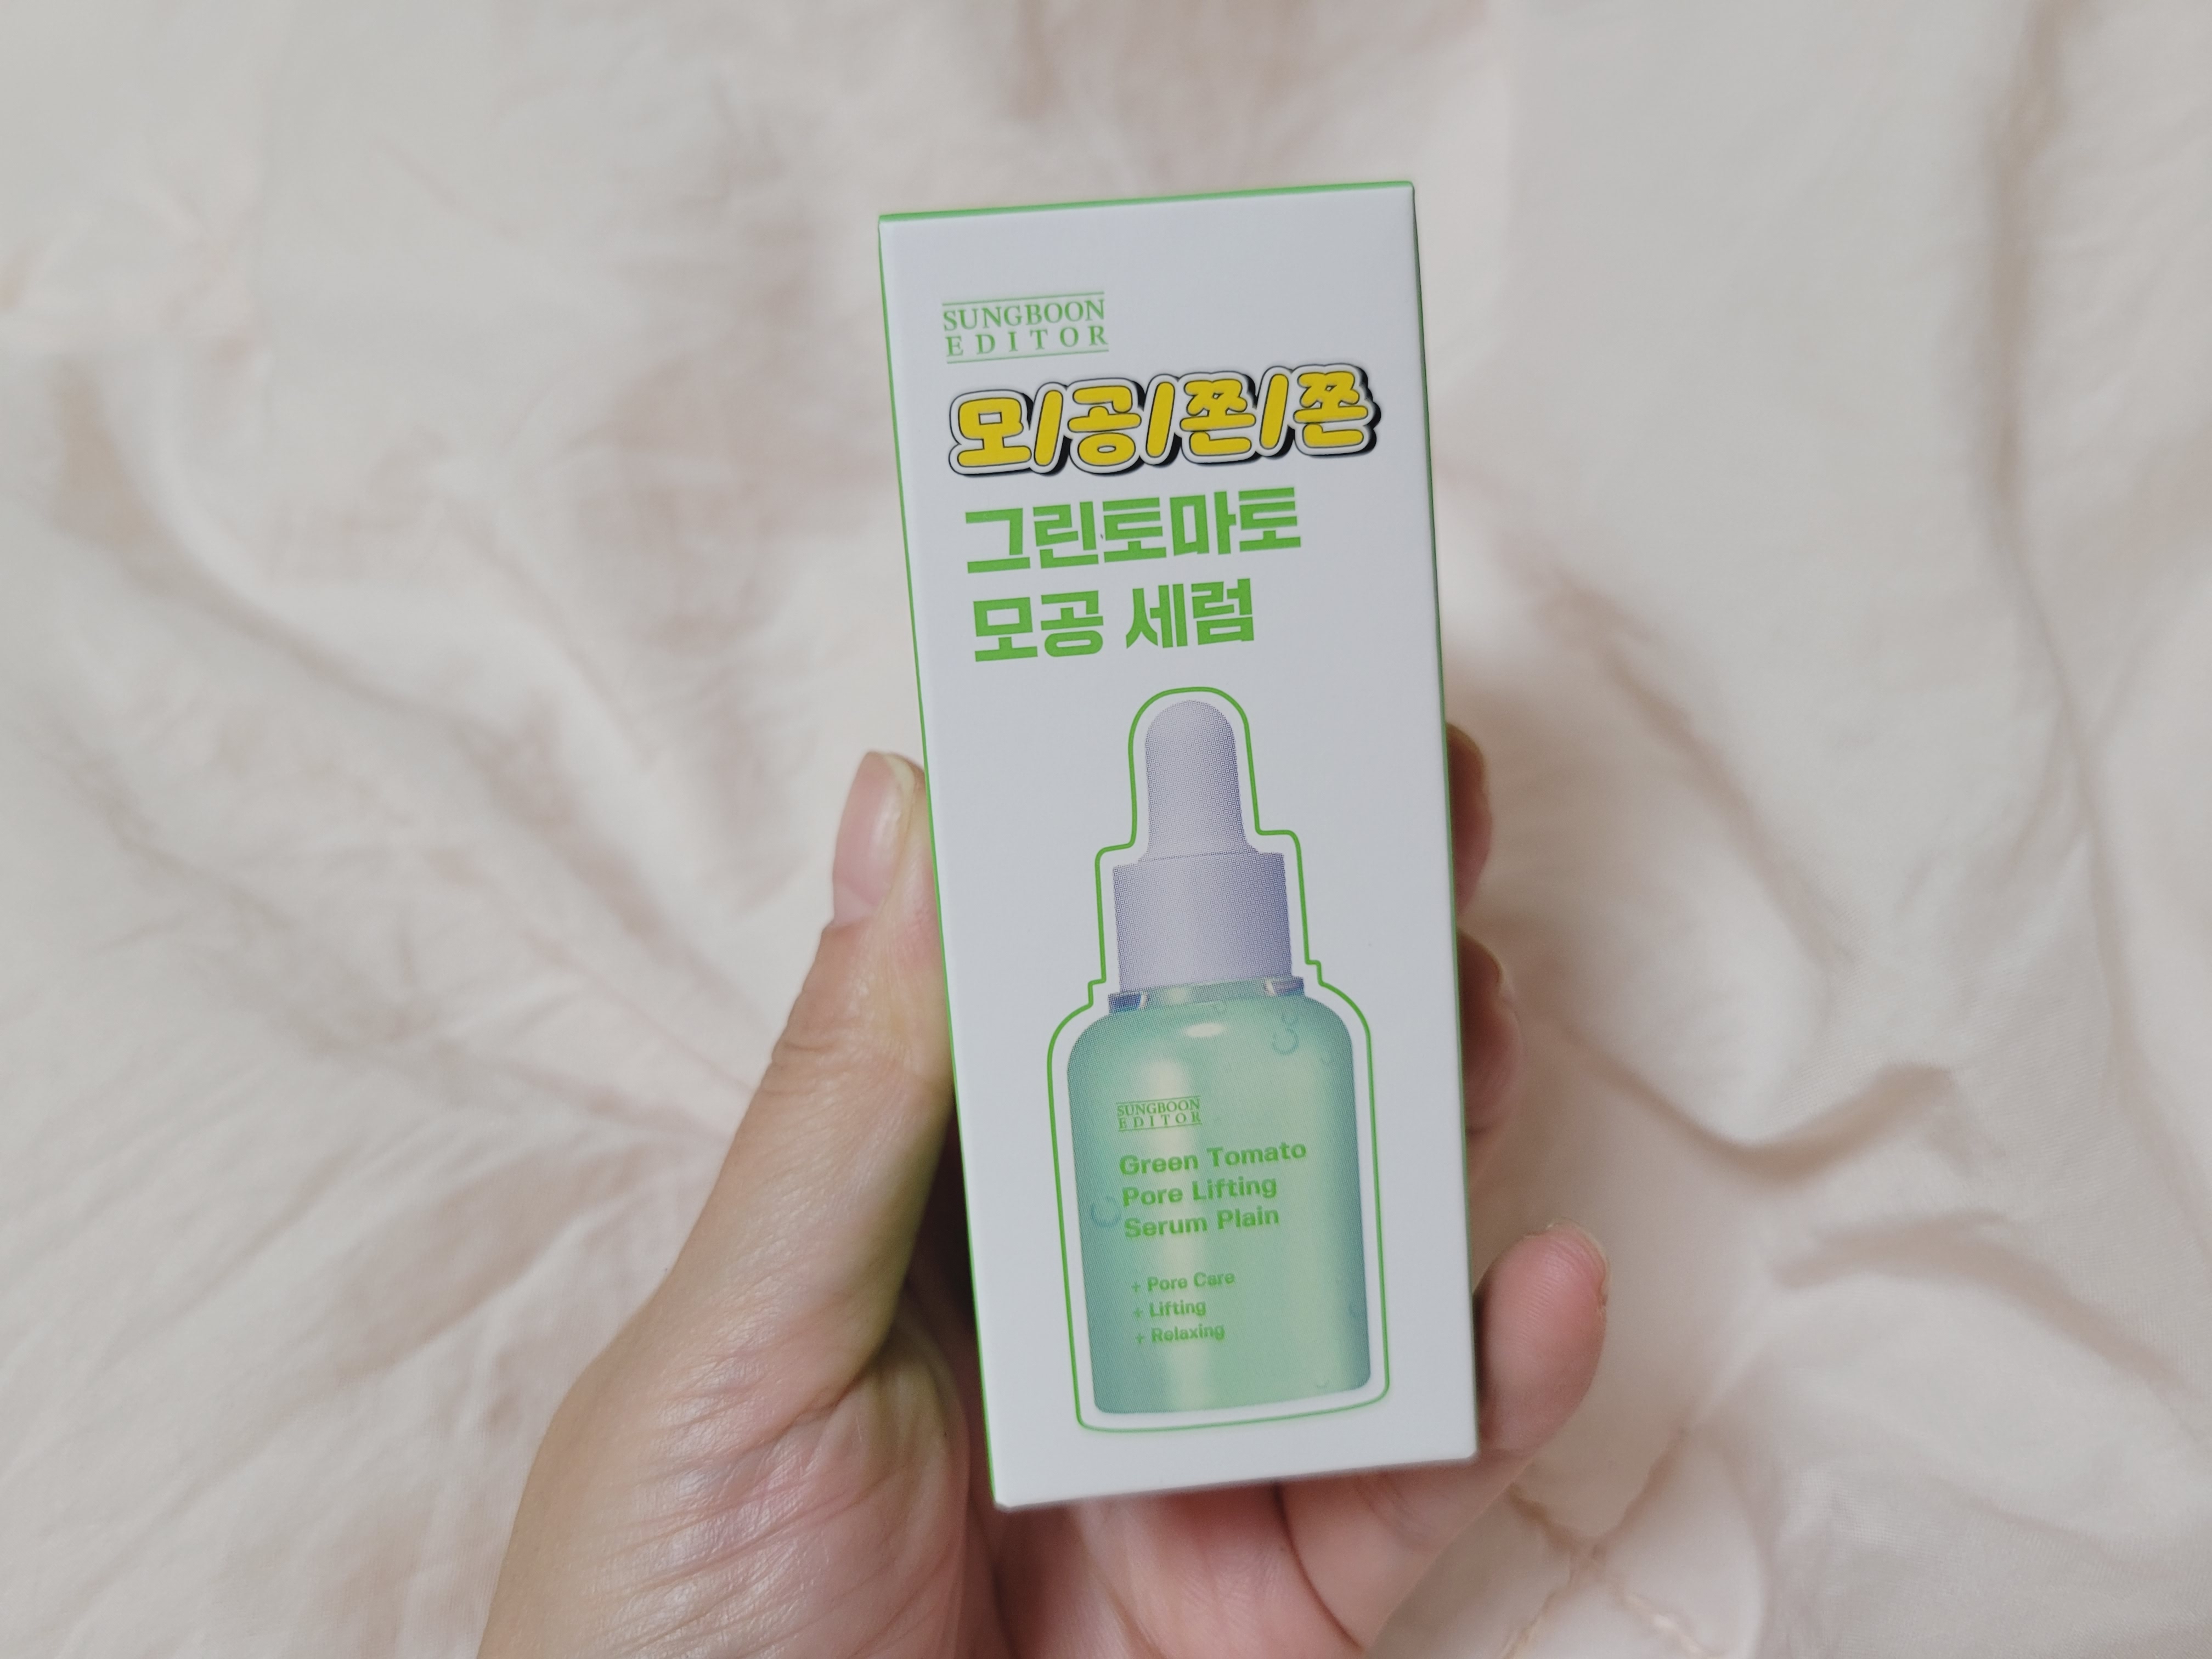 SUNGBOON
EDITOR
모/공/쫀/쫀
그린토마토
모공 세럼
SUNGBOON
EDITOR
Green Tomato
Pore Lifting
Serum Plain
+ Pore Care
+ Lifting
+ Relaxing